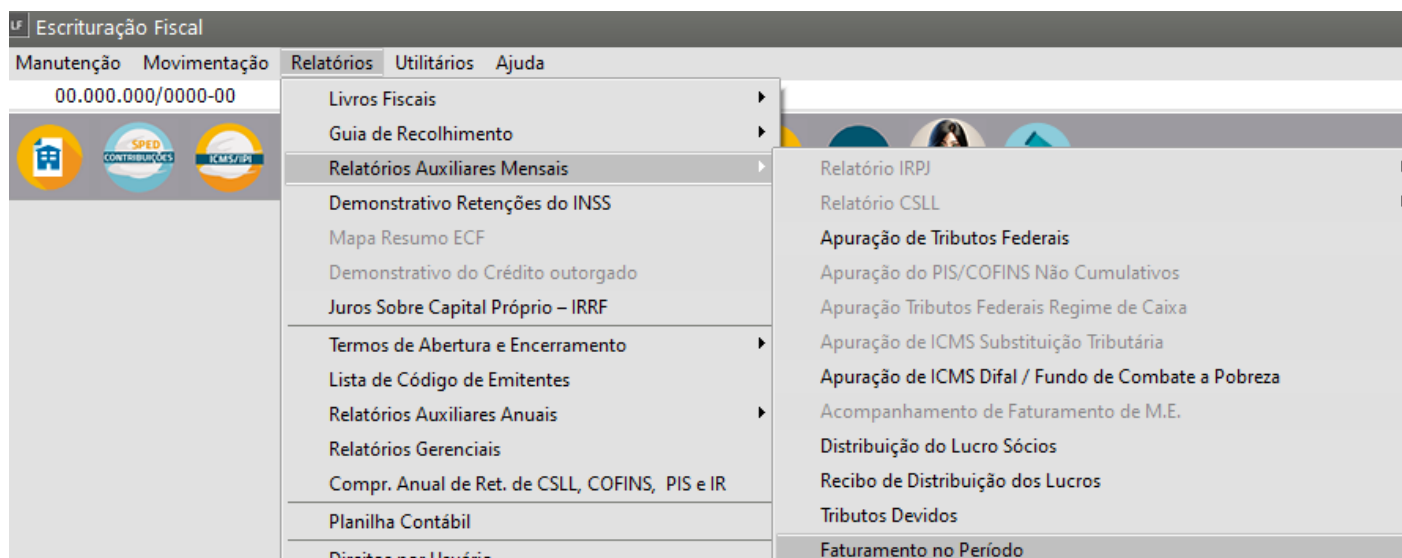 LF Escrituração Fiscal
Manutenção Movimentação Relatórios Utilitários Ajuda
00.000.000/0000-00
SPED
CONTRIBUIÇÕES
ICMS/IPI
Livros Fiscais
Guia de Recolhimento
Relatórios Auxiliares Mensais
Demonstrativo Retenções do INSS
Mapa Resumo ECF
Demonstrativo do Crédito outorgado
Juros Sobre Capital Próprio – IRRF
Termos de Abertura e Encerramento
Lista de Código de Emitentes
Relatórios Auxiliares Anuais
Relatórios Gerenciais
Compr. Anual de Ret. de CSLL, COFINS, PIS e IR
Planilha Contábil
Direitos por Usuário
Relatório IRPJ
Relatório CSLL
Apuração de Tributos Federais
Apuração do PIS/COFINS Não Cumulativos
Apuração Tributos Federais Regime de Caixa
Apuração de ICMS Substituição Tributária
Apuração de ICMS Difal / Fundo de Combate a Pobreza
Acompanhamento de Faturamento de M.E.
Distribuição do Lucro Sócios
Recibo de Distribuição dos Lucros
Tributos Devidos
Faturamento no Período